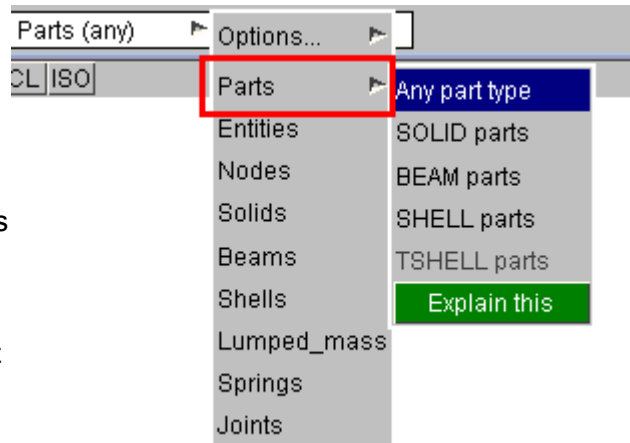 Parts (any)
CL ISO
s
t
Options...
Parts
Entities
Nodes
Solids
Beams
Shells
Lumped_mass
Springs
Joints
Any part type
SOLID parts
BEAM parts
SHELL parts
TSHELL parts
Explain this